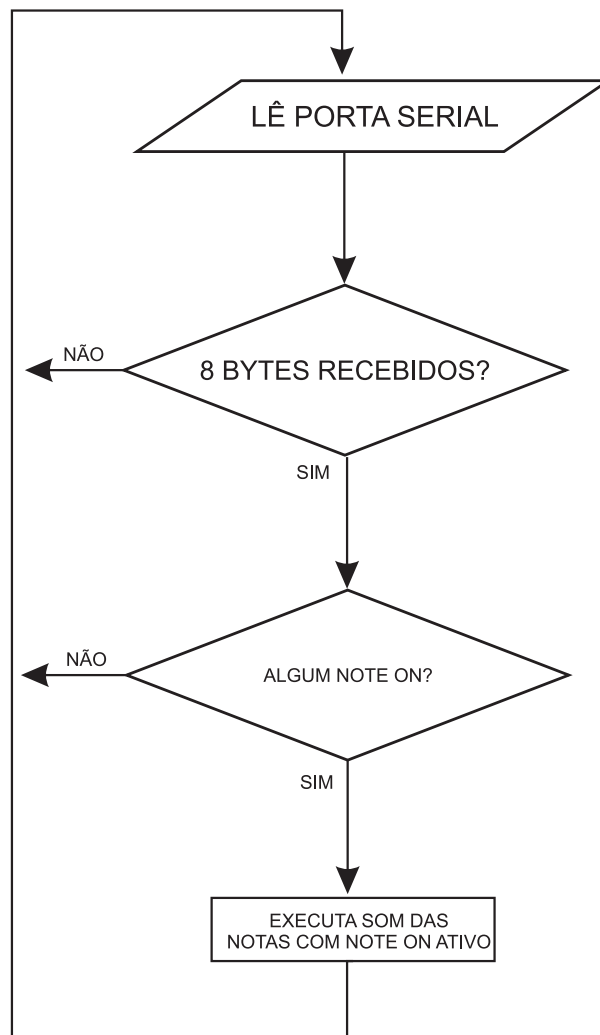 LÊ PORTA SERIAL
NÃO
8 BYTES RECEBIDOS?
SIM
NÃO
ALGUM NOTE ON?
SIM
EXECUTA SOM DAS
NOTAS COM NOTE ON ATIVO